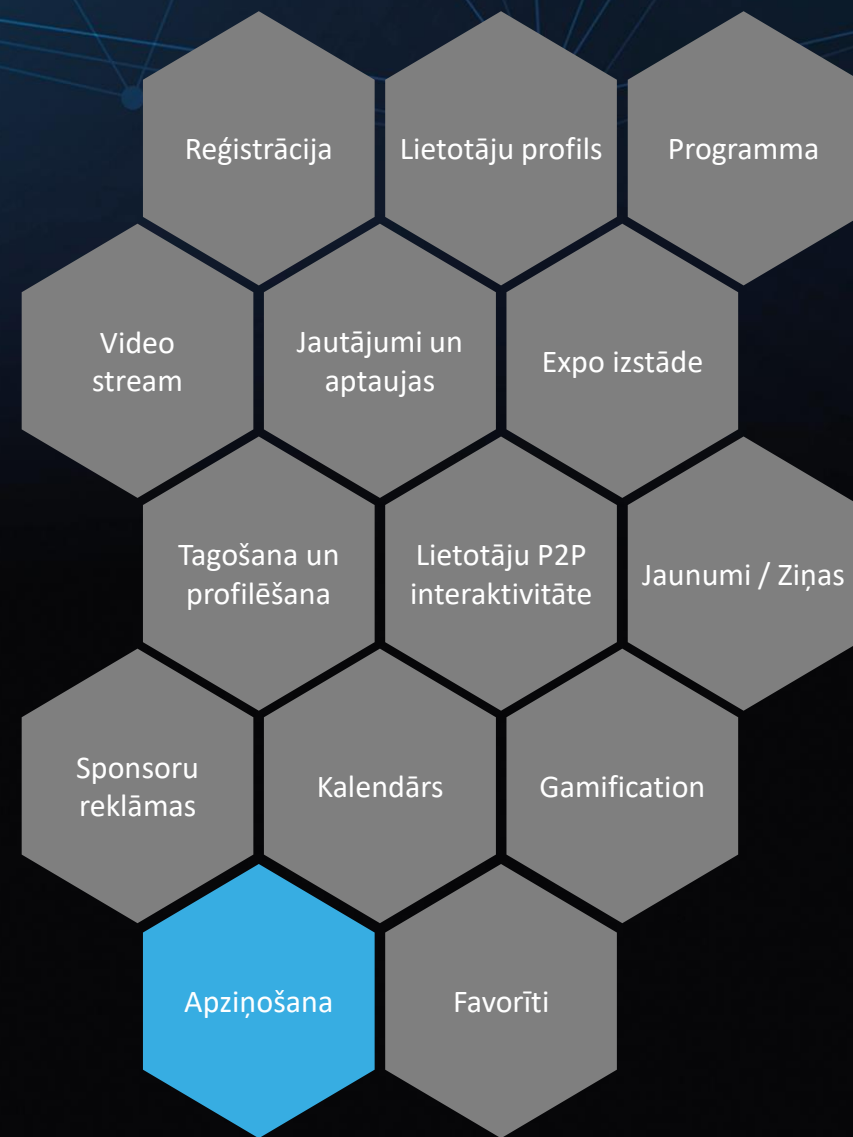 Reģistrācija
Lietotāju profils
Programma
Video
stream
Jautājumi un
aptaujas
Expo izstāde
Tagošana un
profilēšana
Lietotāju P2P
interaktivitāte
Jaunumi / Ziņas
Sponsoru
reklāmas
Kalendārs
Gamification
Apziņošana
Favorīti